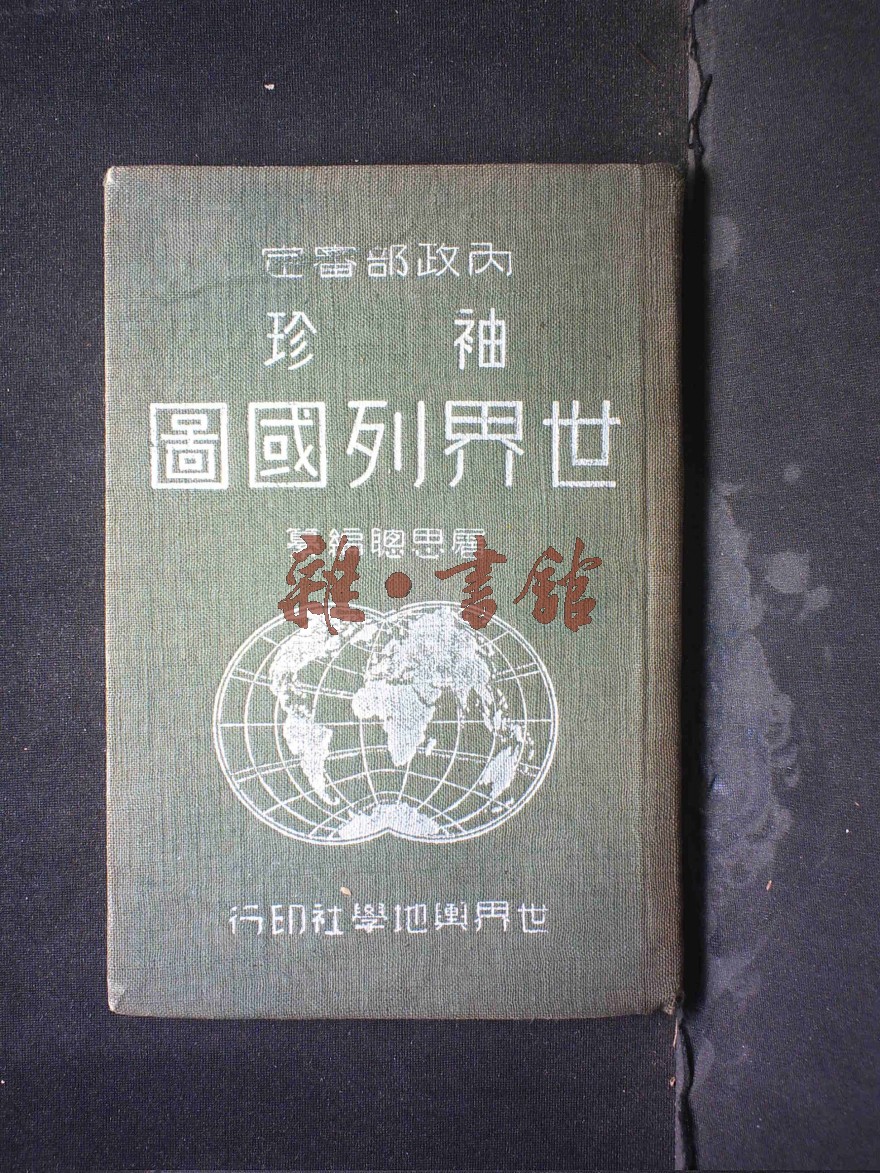 內政部審定
袖珍
世界列國圖
屠思聰編纂
雜·書館
世界輿地學社印行